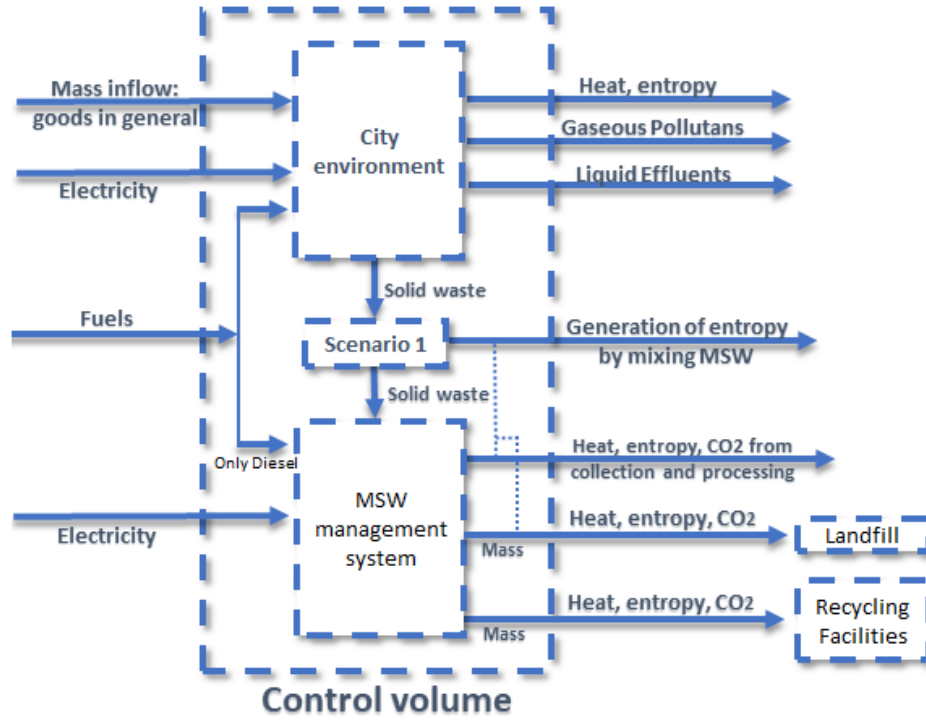 Mass inflow:
goods in general
Electricity
Fuels
Only Diesel
Electricity
City
environment
Solid waste
Scenario 1
Solid waste
MSW
management
system
Heat, entropy
Gaseous Pollutans
Liquid Effluents
Generation of entropy
by mixing MSW
Heat, entropy, CO2 from
collection and processing
Heat, entropy, CO2
Mass
Landfill
Heat, entropy, CO2
Mass
Recycling
Facilities
Control volume